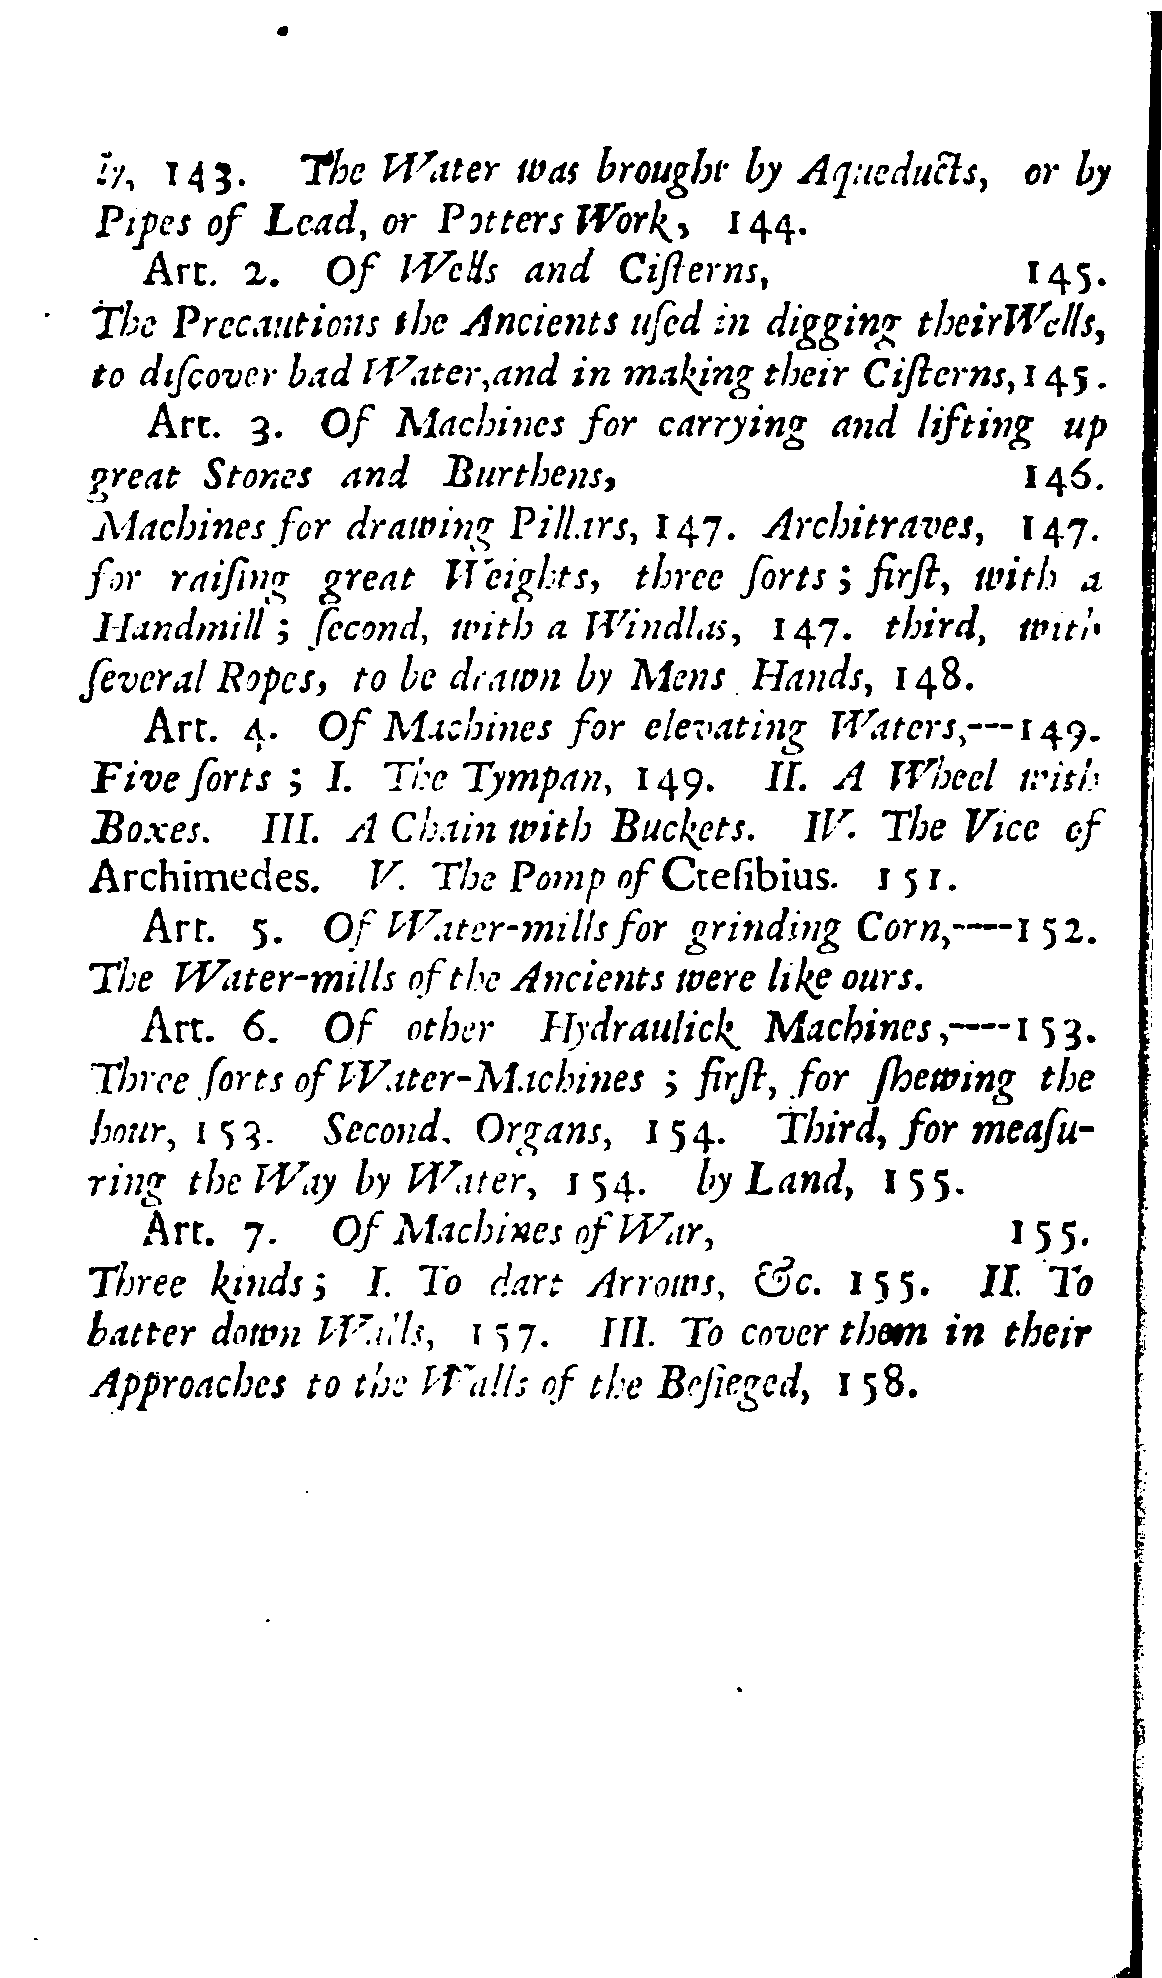 ty, 143. The Water was brought by Aqueducts, or by
Pipes of Lead, or Potters Work, 144.
Art. 2. Of Wells and Ciſterns, 145.
The Precautions the Ancients uſed in digging their Wells,
to diſcover bad Water, and in making their Ciſterns, 145.
Art. 3. Of Machines for carrying and lifting up
great Stones and Burthens, 146.
Machines for drawing Pillars, 147. Architraves, 147.
for raiſing great Weights, three ſorts; firſt, with a
Handmill; ſecond, with a Windlas, 147. third, with
ſeveral Ropes, to be drawn by Mens Hands, 148.
Art. 4. Of Machines for elevating Waters,---149.
Five ſorts; I. The Tympan, 149. II. A Wheel with
Boxes. III. A Chain with Buckets. IV. The Vice of
Archimedes. V. The Pomp of Cteſibius. 151.
Art. 5. Of Water-mills for grinding Corn,----152.
The Water-mills of the Ancients were like ours.
Art. 6. Of other Hydraulick Machines,----153.
Three ſorts of Water-Machines; firſt, for ſhewing the
hour, 153. Second. Organs, 154. Third, for meaſu-
ring the Way by Water, 154. by Land, 155.
Art. 7. Of Machines of War, 155.
Three kinds; I. To dart Arrows, &c. 155. II. To
batter down Walls, 157. III. To cover them in their
Approaches to the Walls of the Beſieged, 158.